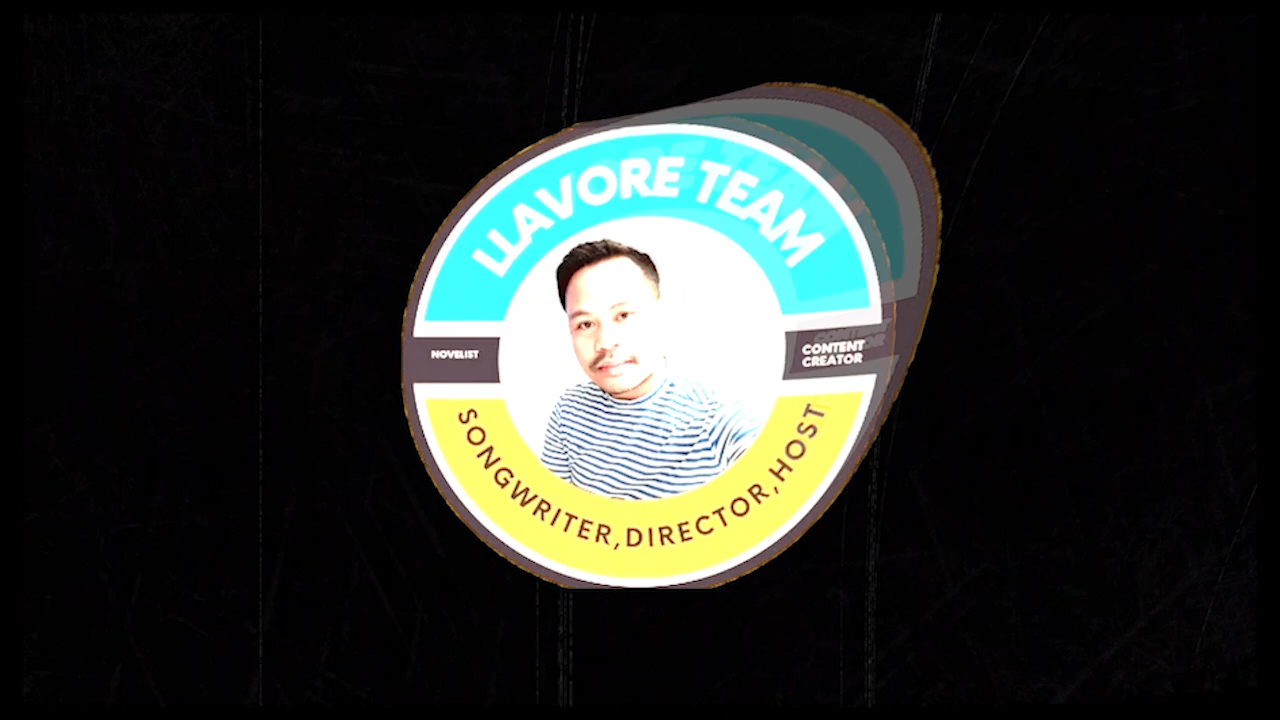 LLAVORE TEAM
NOVELIST
CONTENT
CREATOR
SONGWRITER,DIRECTOR,HOST